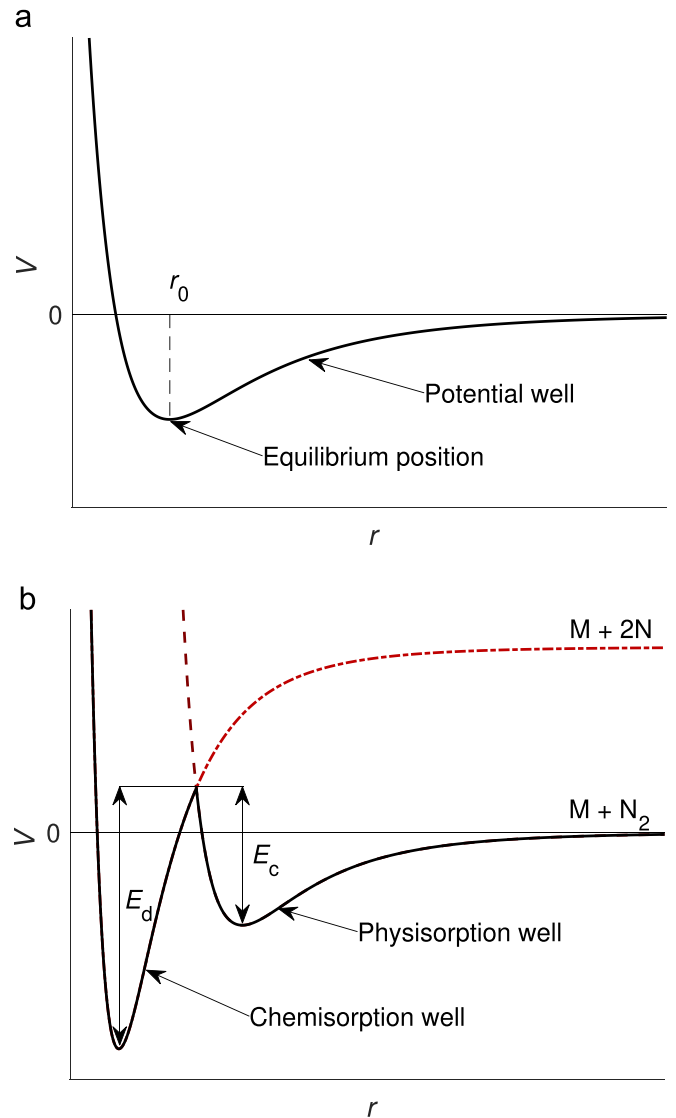 a
V
r0
0
Potential well
Equilibrium position
r
b
M + 2N
M + N2
V
0
Ec
Ed
Physisorption well
Chemisorption well
r